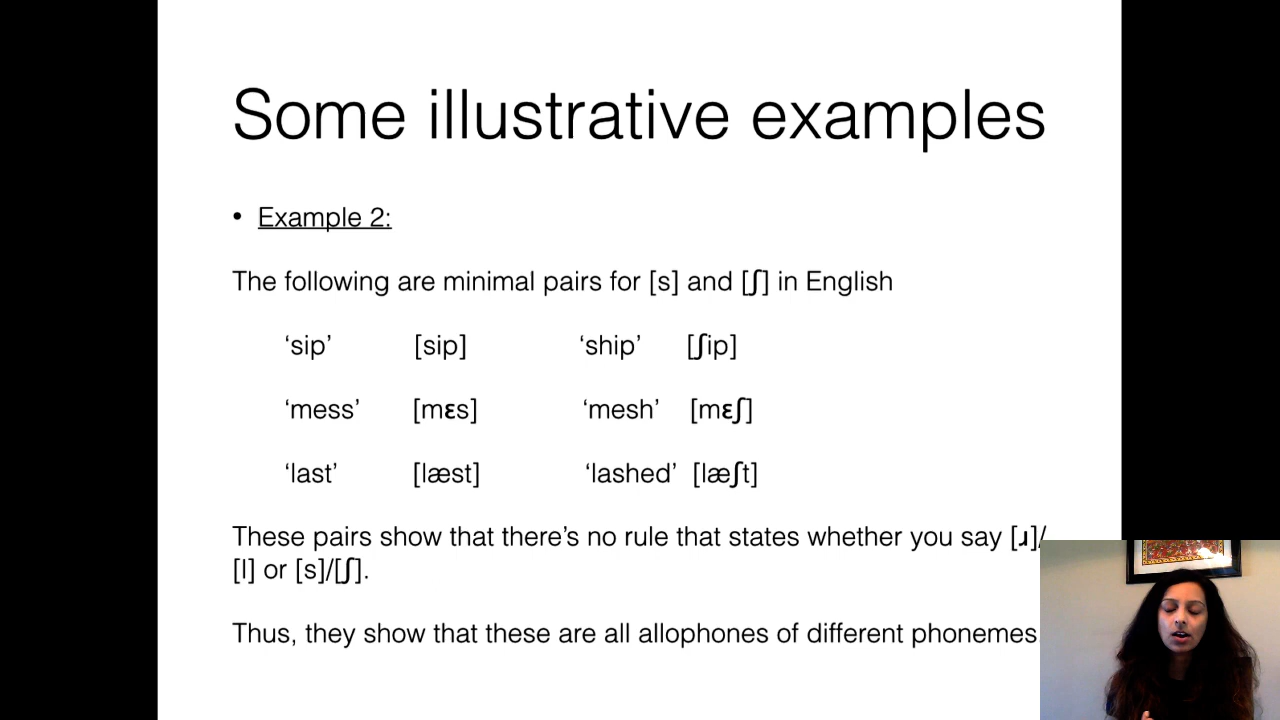 Some illustrative examples
• Example 2:
The following are minimal pairs for [s] and [ʃ] in English
‘sip’ [sip] ‘ship’ [ʃip]
‘mess’ [mɛs] ‘mesh’ [mɛʃ]
‘last’ [læst] ‘lashed’ [læʃt]
These pairs show that there’s no rule that states whether you say [ɹ]/
[l] or [s]/[ʃ].
Thus, they show that these are all allophones of different phonemes.